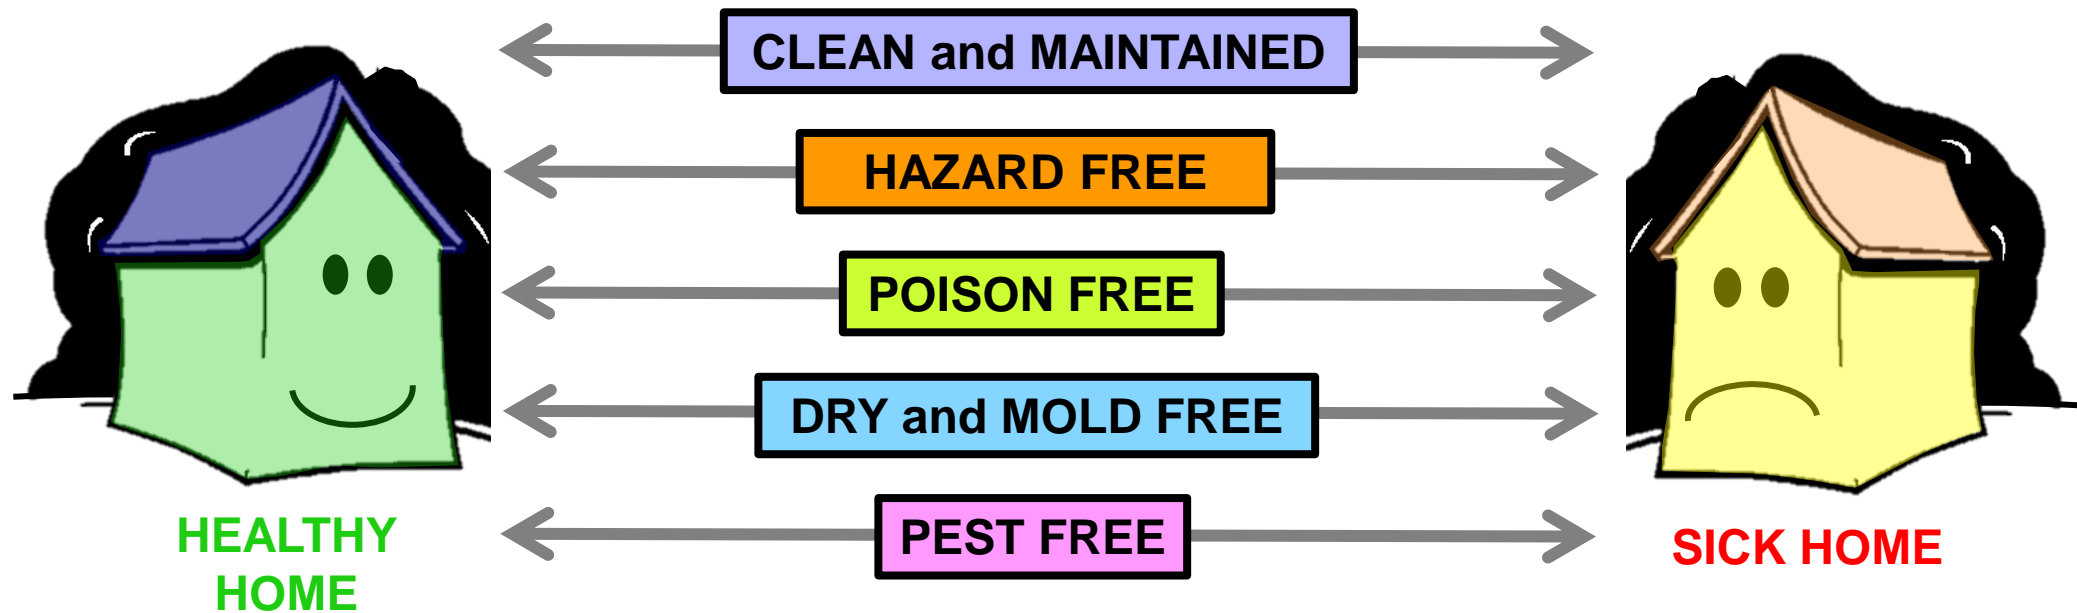 CLEAN and MAINTAINED
HAZARD FREE
POISON FREE
DRY and MOLD FREE
PEST FREE
HEALTHY
HOME
SICK HOME